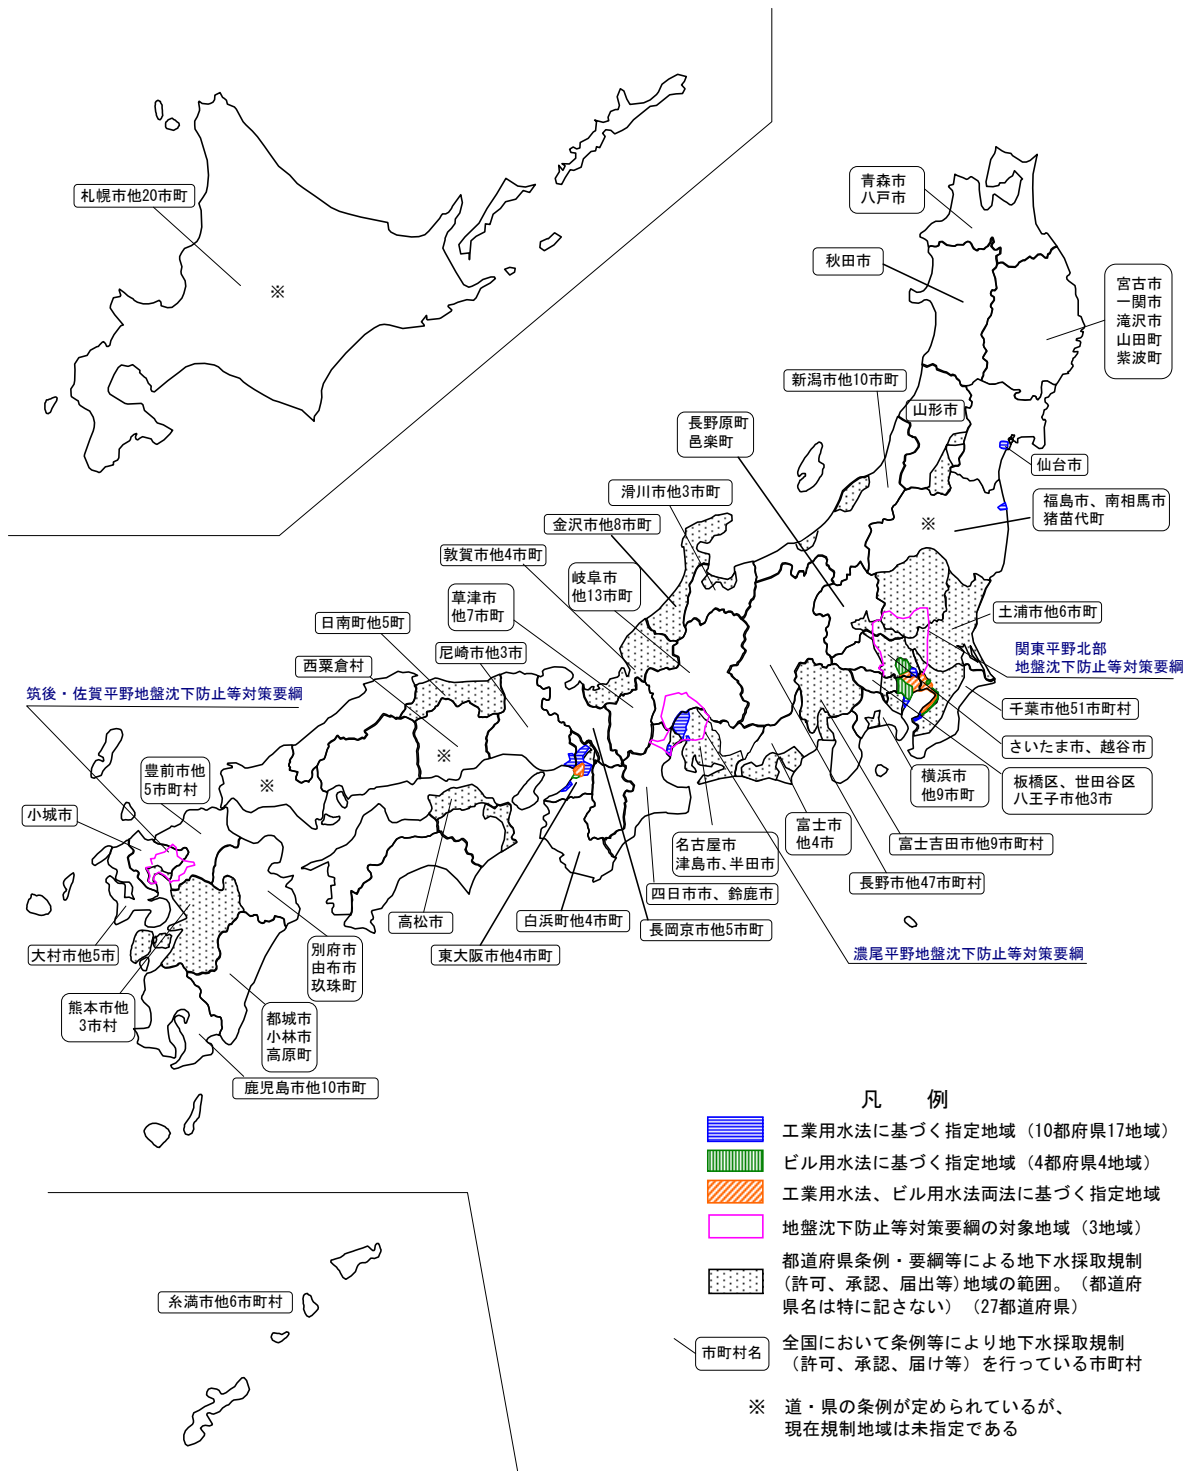 札幌市他20市町
※
青森市
八戸市
秋田市
宮古市
一関市
滝沢市
山田町
紫波町
新潟市他10市町
山形市
長野原町
邑楽町
仙台市
滑川市他3市町
福島市、南相馬市
猪苗代町
※
金沢市他8市町
敦賀市他4市町
岐阜市
他13市町
草津市
他7市町
土浦市他6市町
日南町他5町
関東平野北部
地盤沈下防止等対策要綱
尼崎市他3市
西粟倉村
筑後・佐賀平野地盤沈下防止等対策要綱
千葉市他51市町村
さいたま市、越谷市
※
※
豊前市他
5市町村
横浜市
他9市町
板橋区、世田谷区
八王子市他3市
小城市
名古屋市
津島市、半田市
富士市
他4市
富士吉田市他9市町村
長野市他47市町村
四日市市、鈴鹿市
高松市
白浜町他4市町
長岡京市他5市町
大村市他5市
別府市
由布市
玖珠町
東大阪市他4市町
濃尾平野地盤沈下防止等対策要綱
熊本市他
3市村
都城市
小林市
高原町
鹿児島市他10市町
凡 例
工業用水法に基づく指定地域（10都府県17地域）
ビル用水法に基づく指定地域（4都府県4地域）
工業用水法、ビル用水法両法に基づく指定地域
地盤沈下防止等対策要綱の対象地域（3地域）
都道府県条例・要綱等による地下水採取規制
(許可、承認、届出等)地域の範囲。（都道府
県名は特に記さない）（27都道府県）
市町村名
全国において条例等により地下水採取規制
（許可、承認、届け等）を行っている市町村
※ 道・県の条例が定められているが、
現在規制地域は未指定である
糸満市他6市町村